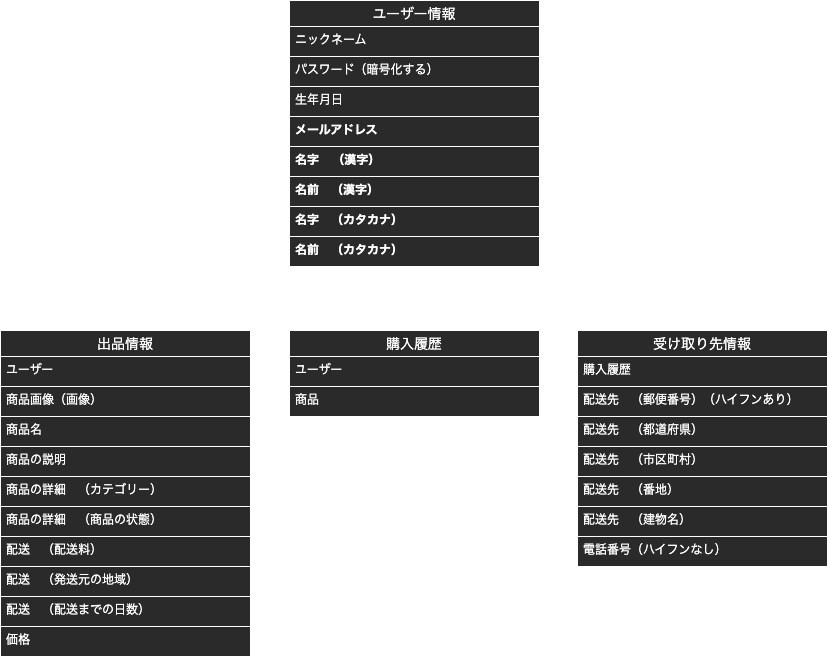 ユーザー情報
ニックネーム
パスワード（暗号化する）
生年月日
メールアドレス
名字　（漢字）
名前　（漢字）
名字　（カタカナ）
名前　（カタカナ）
出品情報
ユーザー
商品画像（画像）
商品名
商品の説明
商品の詳細　（カテゴリー）
商品の詳細　（商品の状態）
配送　（配送料）
配送　（発送元の地域）
配送　（配送までの日数）
価格
購入履歴
ユーザー
商品
受け取り先情報
購入履歴
配送先　（郵便番号）（ハイフンあり）
配送先　（都道府県）
配送先　（市区町村）
配送先　（番地）
配送先　（建物名）
電話番号（ハイフンなし）